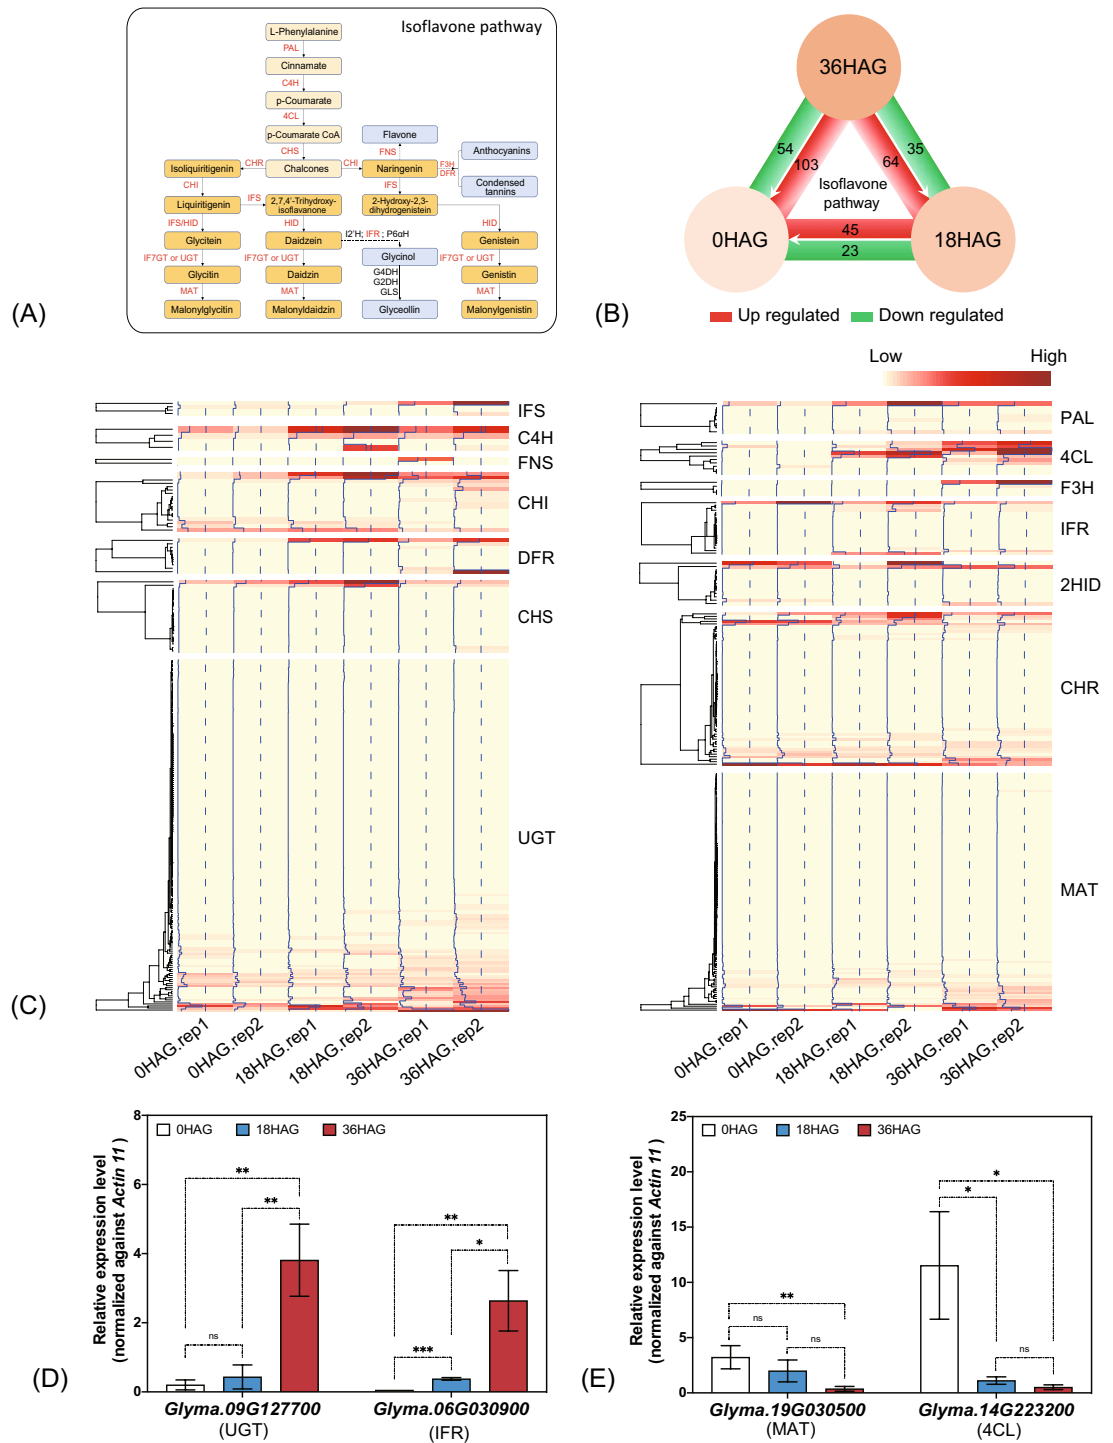 Isoflavone pathway
L-Phenylalanine
PAL
Cinnamate
C4H
p-Coumarate
4CL
p-Coumarate CoA
Flavone
CHS
FNS
Anthocyanins
Isoliquiritigenin
CHR
Chalcones
CHI
Naringenin
F3H
DFR
CHI
IFS
Condensed
tannins
Liquiritigenin
IFS
2,7,4'-Trihydroxy-
isoflavanone
2-Hydroxy-2,3-
dihydrogenistein
IFS/HID
HID
HID
Glycitein
Daidzein
I2'H; IFR ; P6αH
Genistein
IF7GT or UGT
IF7GT or UGT
Glycinol
IF7GT or UGT
G4DH
G2DH
GLS
Glycitin
Daidzin
Genistin
MAT
MAT
MAT
Malonylglycitin
Malonyldaidzin
Glyceollin
Malonylgenistin
(A)
36HAG
54
103
64
35
Isoflavone
pathway
0HAG
45
23
18HAG
Up regulated
Down regulated
(B)
IFS
C4H
FNS
CHI
DFR
CHS
UGT
0HAG.rep1
0HAG.rep2
18HAG.rep1
18HAG.rep2
36HAG.rep1
36HAG.rep2
(C)
Low
High
PAL
4CL
F3H
IFR
2HID
CHR
MAT
0HAG.rep1
0HAG.rep2
18HAG.rep1
18HAG.rep2
36HAG.rep1
36HAG.rep2
Relative expression level
(normalized against Actin 11 )
8
6
4
2
0
0HAG
18HAG
36HAG
**
**
ns
**
*
***
Glyma.09G127700
(UGT)
Glyma.06G030900
(IFR)
(D)
Relative expression level
(normalized against Actin 11 )
25
20
15
10
5
0
0HAG
18HAG
36HAG
**
ns
ns
*
*
ns
Glyma.19G030500
(MAT)
Glyma.14G223200
(4CL)
(E)